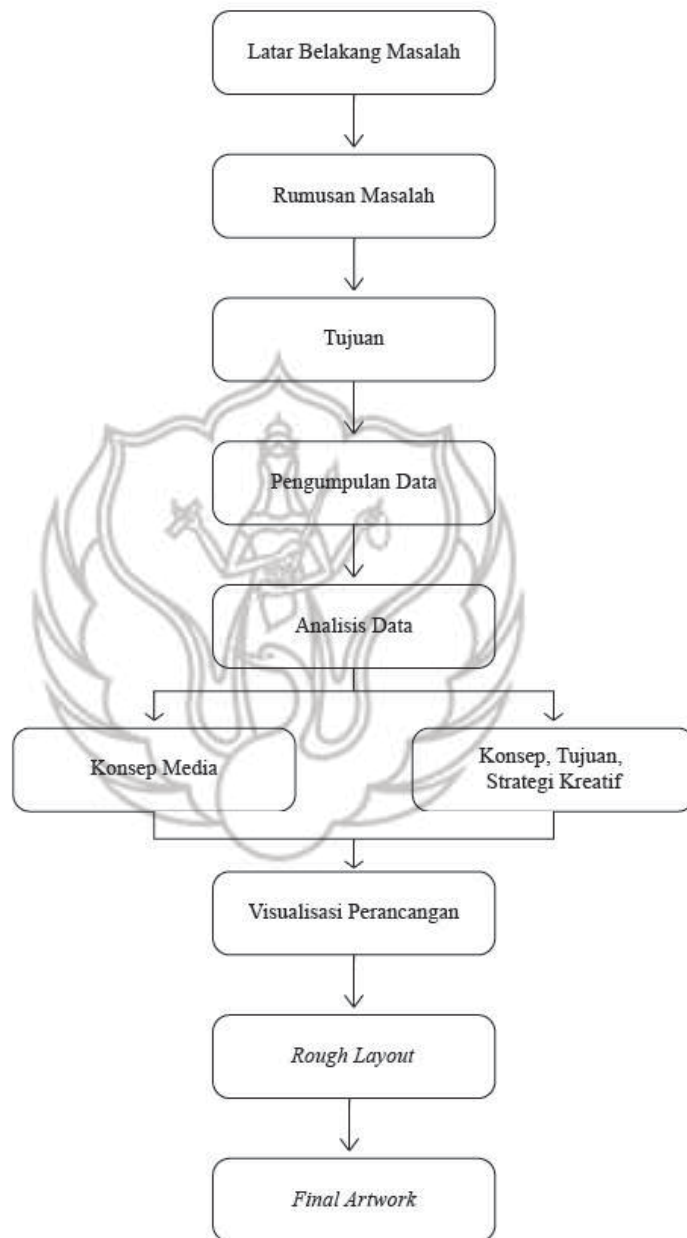 Latar Belakang Masalah
Rumusan Masalah
Tujuan
Pengumpulan Data
Analisis Data
Konsep Media
Konsep, Tujuan,
Strategi Kreatif
Visualisasi Perancangan
Rough Layout
Final Artwork